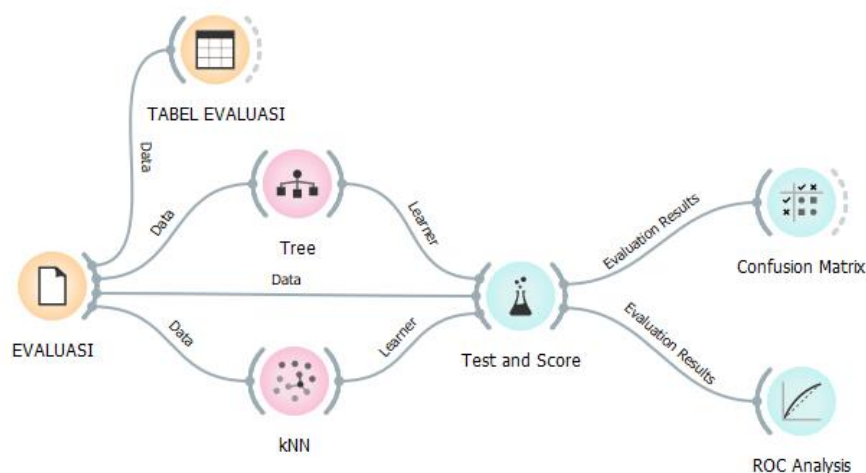 TABEL EVALUASI
Data
Data
Tree
Learner
Data
EVALUASI
Data
kNN
Learner
Test and Score
Evaluation Results
Confusion Matrix
Evaluation Results
ROC Analysis